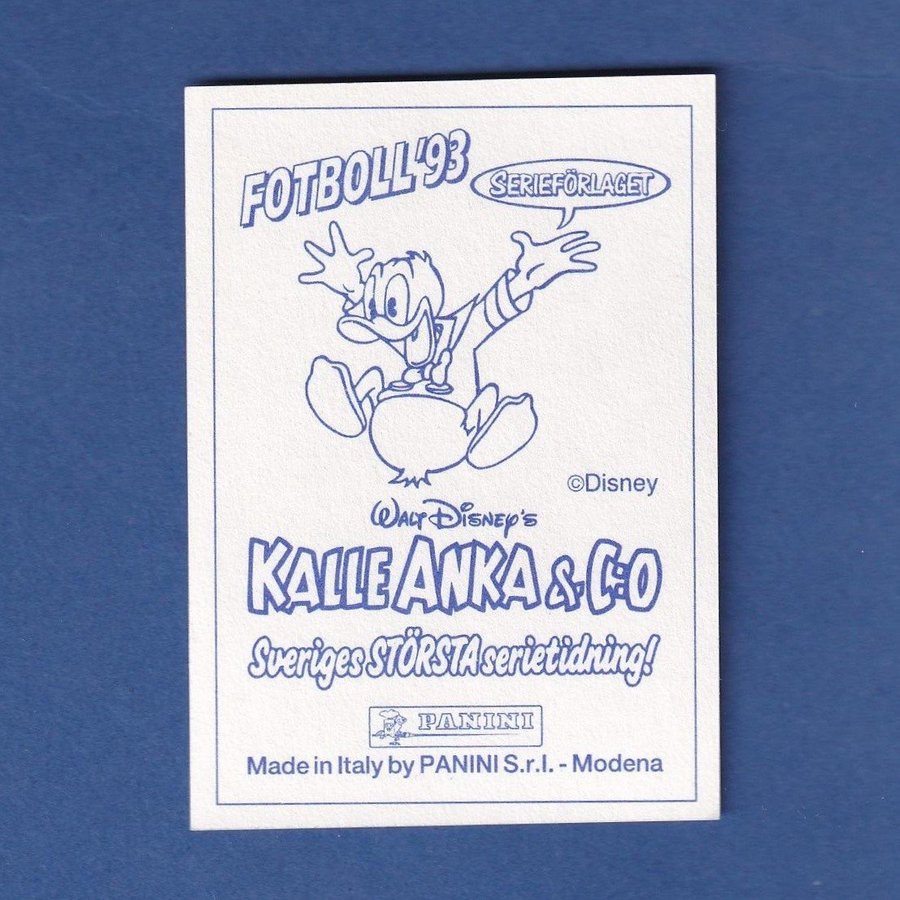 FOTBOLL'93
SERIEFÖRLAGET
©Disney
WALT DISNEY'S
KALLE ANKA & C:O
Sveriges STÖRSTA serietidning!
PANINI
Made in Italy by PANINI S.r.l. - Modena